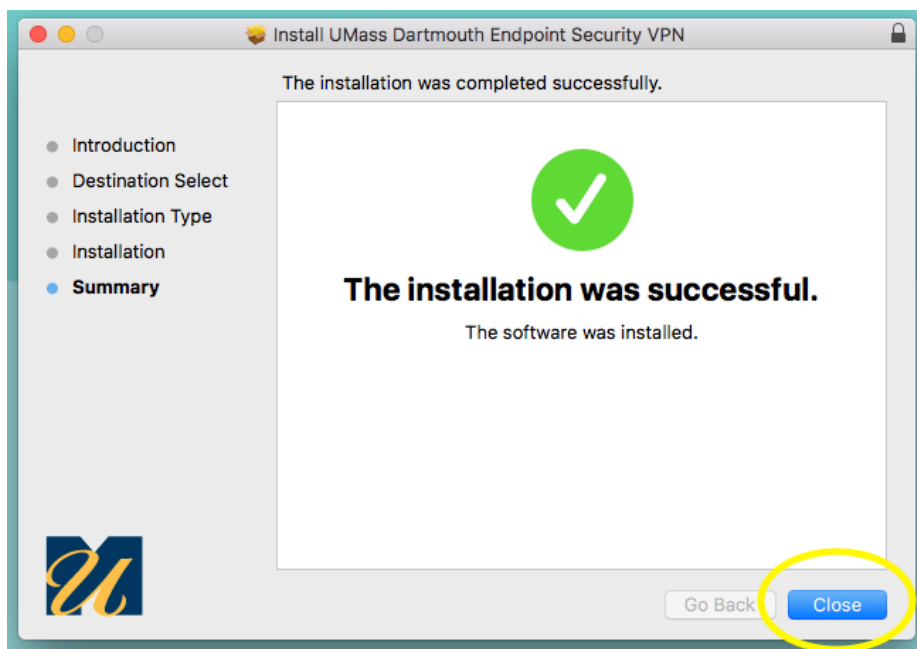 Install UMass Dartmouth Endpoint Security VPN
The installation was completed successfully.
Introduction
Destination Select
Installation Type
Installation
Summary
The installation was successful.
The software was installed.
Go Back
Close